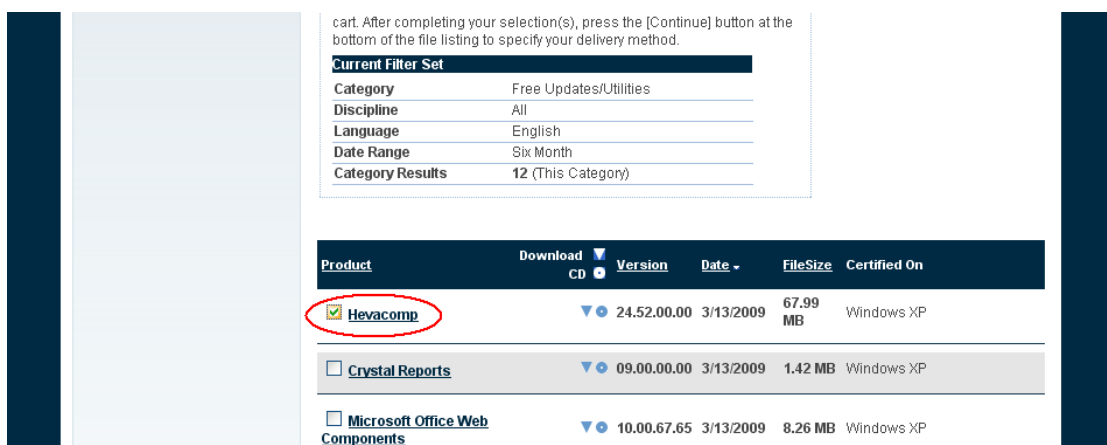 cart. After completing your selection(s), press the [Continue] button at the
bottom of the file listing to specify your delivery method.
Current Filter Set
Category Free Updates/Utilities
Discipline All
Language English
Date Range Six Month
Category Results 12 (This Category)
Product Download CD Version Date FileSize Certified On
Hevacomp 24.52.00.00 3/13/2009 67.99 MB Windows XP
Crystal Reports 09.00.00.00 3/13/2009 1.42 MB Windows XP
Microsoft Office Web
Components 10.00.67.65 3/13/2009 8.26 MB Windows XP